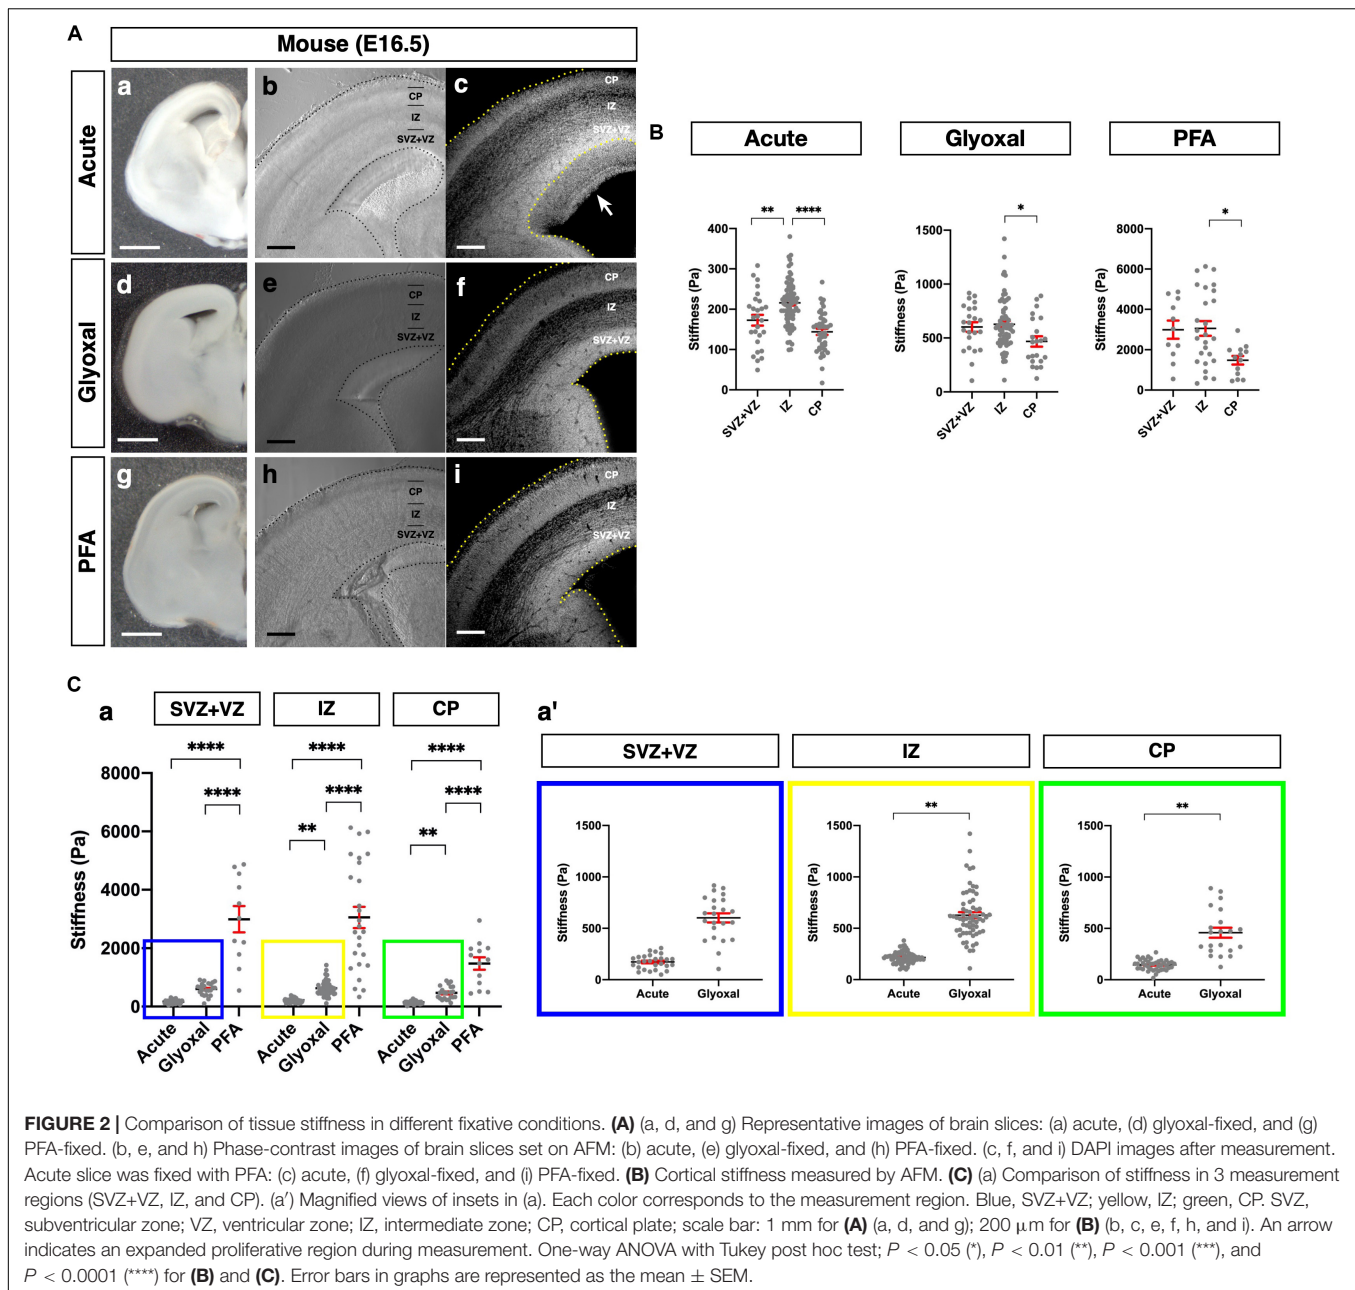 A
Mouse (E16.5)
Acute
a
b
CP
IZ
SVZ+VZ
c
CP
IZ
SVZ+VZ
Glyoxal
d
e
CP
IZ
SVZ+VZ
f
CP
IZ
SVZ+VZ
PFA
g
h
CP
IZ
SVZ+VZ
i
CP
IZ
SVZ+VZ
B
Acute
** ****
Stiffness (Pa)
400
300
200
100
0
SVZ+VZ IZ CP
Glyoxal
*
Stiffness (Pa)
1500
1000
500
0
SVZ+VZ IZ CP
PFA
*
Stiffness (Pa)
8000
6000
4000
2000
0
SVZ+VZ IZ CP
C
a
SVZ+VZ IZ CP
**** **** ****
**** **** ****
** **
Stiffness (Pa)
8000
6000
4000
2000
0
Acute Glyoxal PFA Acute Glyoxal PFA Acute Glyoxal PFA
a'
SVZ+VZ
Stiffness (Pa)
1500
1000
500
0
Acute Glyoxal
IZ
**
Stiffness (Pa)
1500
1000
500
0
Acute Glyoxal
CP
**
Stiffness (Pa)
1500
1000
500
0
Acute Glyoxal
FIGURE 2 | Comparison of tissue stiffness in different fixative conditions. (A) (a, d, and g) Representative images of brain slices: (a) acute, (d) glyoxal-fixed, and (g)
PFA-fixed. (b, e, and h) Phase-contrast images of brain slices set on AFM: (b) acute, (e) glyoxal-fixed, and (h) PFA-fixed. (c, f, and i) DAPI images after measurement.
Acute slice was fixed with PFA: (c) acute, (f) glyoxal-fixed, and (i) PFA-fixed. (B) Cortical stiffness measured by AFM. (C) (a) Comparison of stiffness in 3 measurement
regions (SVZ+VZ, IZ, and CP). (a′) Magnified views of insets in (a). Each color corresponds to the measurement region. Blue, SVZ+VZ; yellow, IZ; green, CP. SVZ,
subventricular zone; VZ, ventricular zone; IZ, intermediate zone; CP, cortical plate; scale bar: 1 mm for (A) (a, d, and g); 200 μm for (B) (b, c, e, f, h, and i). An arrow
indicates an expanded proliferative region during measurement. One-way ANOVA with Tukey post hoc test; P < 0.05 (*), P < 0.01 (**), P < 0.001 (***), and
P < 0.0001 (****) for (B) and (C). Error bars in graphs are represented as the mean ± SEM.